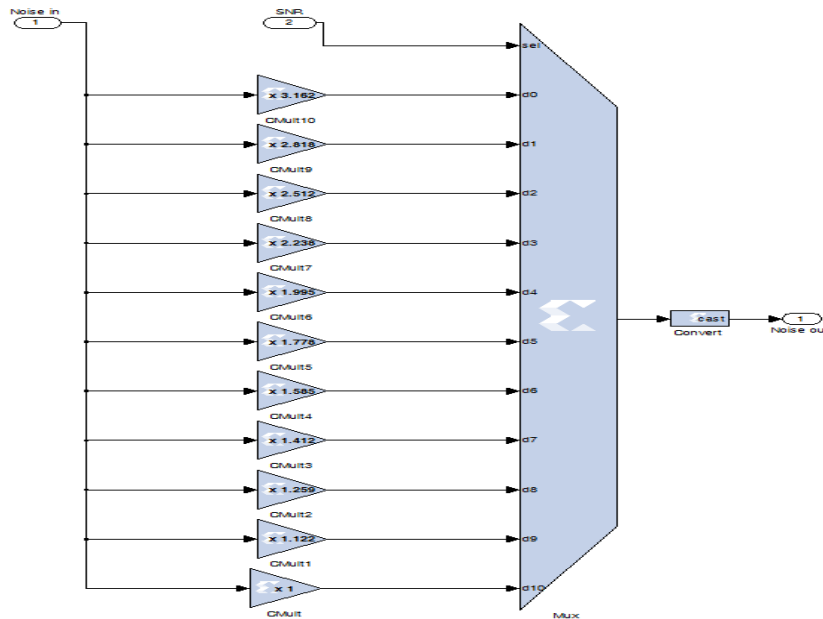 Noise in
1
SNR
2
sel
x 3.162
d0
CMult10
x 2.818
d1
CMult9
x 2.512
d2
CMult8
x 2.238
d3
CMult7
x 1.995
d4
CMult6
x 1.778
d5
CMult5
x 1.585
d6
CMult4
x 1.412
d7
CMult3
x 1.259
d8
CMult2
x 1.122
d9
CMult1
x 1
d10
CMult
Mux
cast
Convert
1
Noise ou